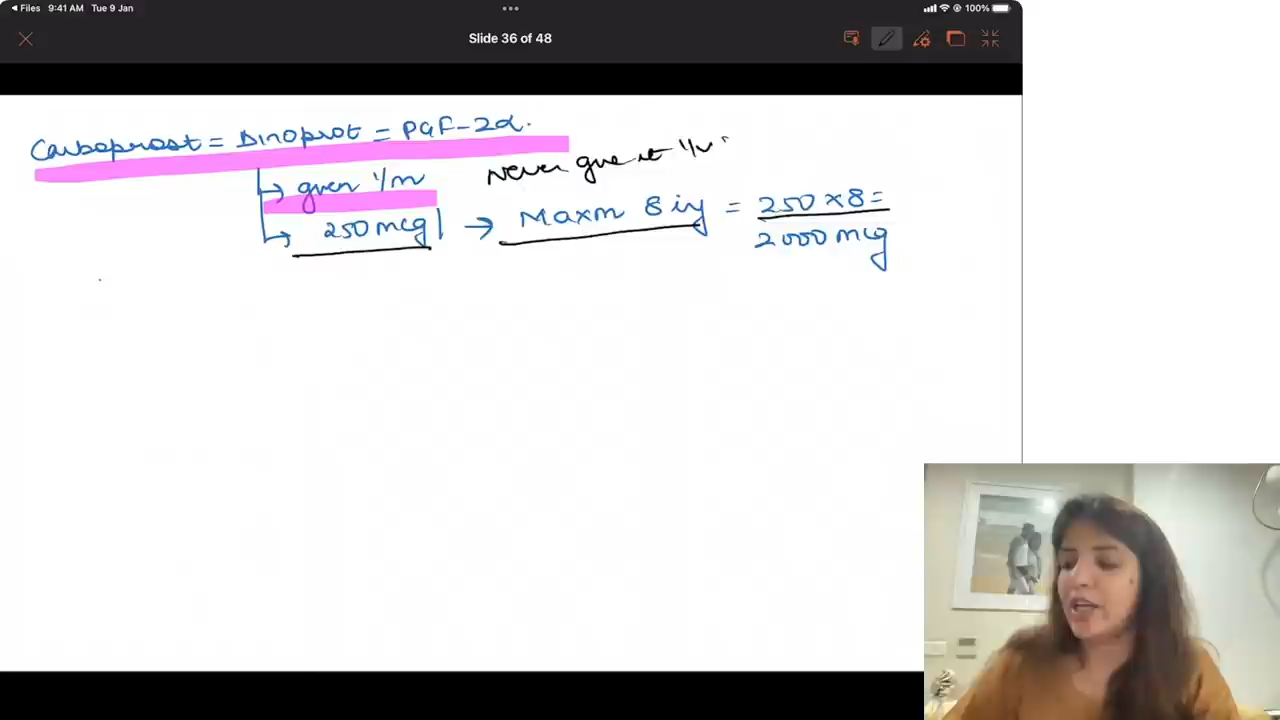 Files 9:41 AM Tue 9 Jan
100%
Slide 36 of 48
Carboprost = Dinoprot = PGF-2α.
→ given I/m
Never give it I/v
→ 250 mcg → Maxm 8 inj = 250 x 8 =
2000 mcg